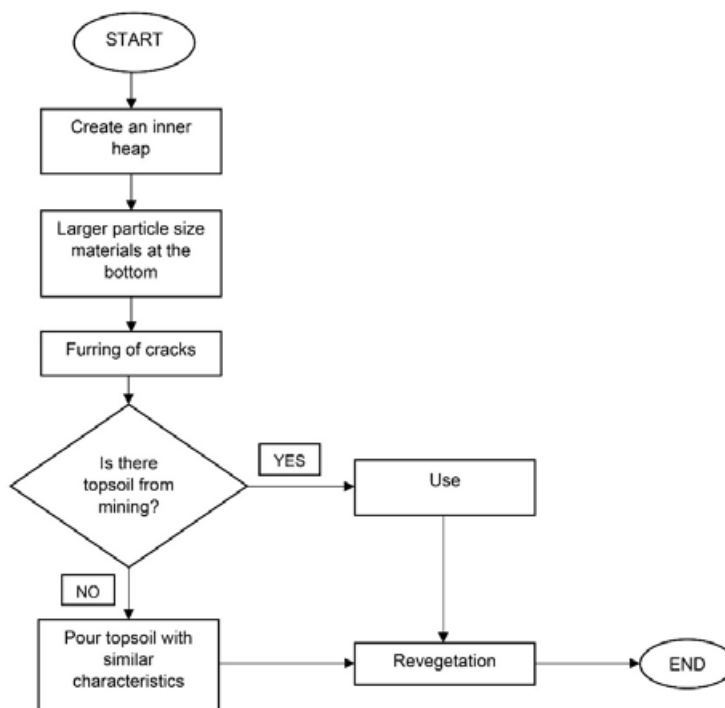 START
Create an inner
heap
Larger particle size
materials at the
bottom
Furring of cracks
Is there
topsoil from
mining?
YES
Use
NO
Pour topsoil with
similar
characteristics
Revegetation
END